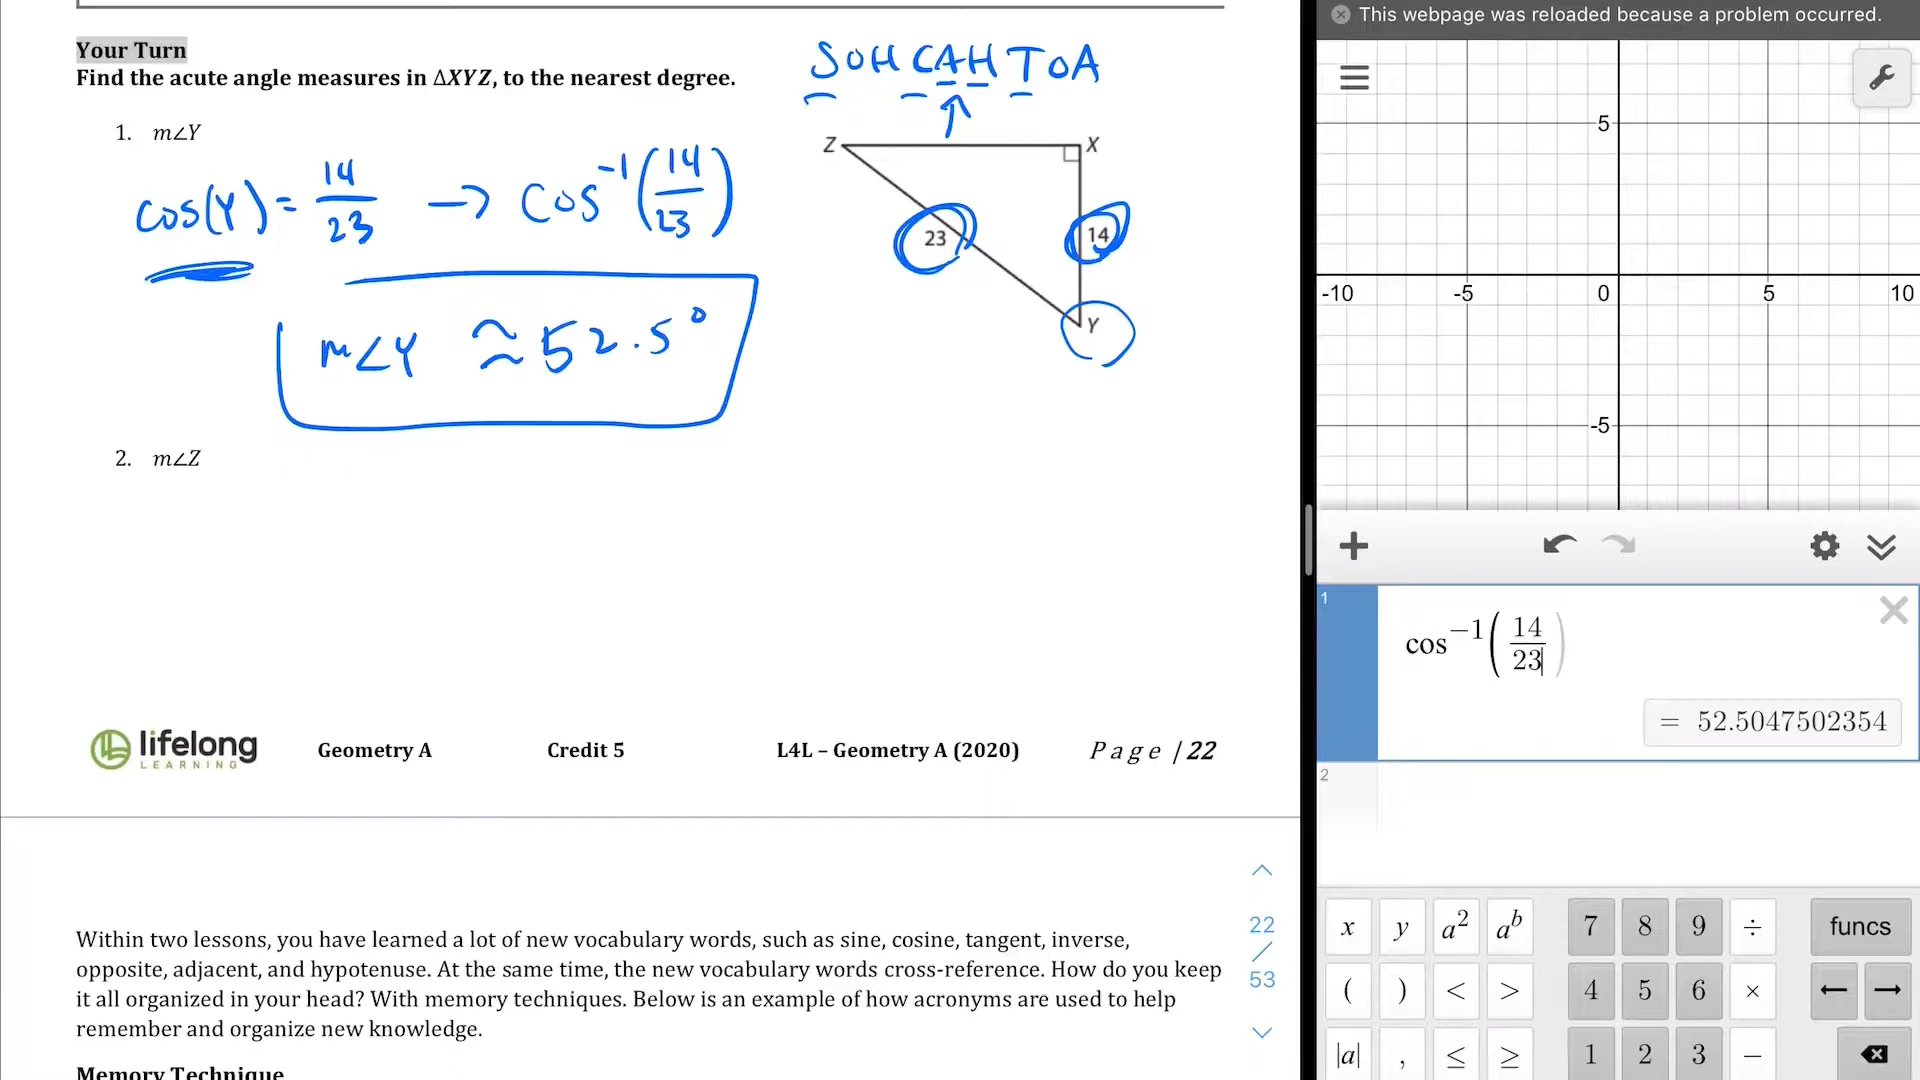 This webpage was reloaded because a problem occurred.
Your Turn
Find the acute angle measures in ΔXYZ, to the nearest degree.
SOH CAH TOA
1. m∠Y
cos(Y) = 14/23 → cos⁻¹(14/23)
m∠Y ≈ 52.5°
Z
X
23
14
Y
2. m∠Z
lifelong
LEARNING
Geometry A
Credit 5
L4L – Geometry A (2020)
Page | 22
Within two lessons, you have learned a lot of new vocabulary words, such as sine, cosine, tangent, inverse,
opposite, adjacent, and hypotenuse. At the same time, the new vocabulary words cross-reference. How do you keep
it all organized in your head? With memory techniques. Below is an example of how acronyms are used to help
remember and organize new knowledge.
Memory Technique
22
/
53
5
-10 -5 0 5 10
-5
1
cos⁻¹(14/23)
= 52.5047502354
2
x y a² aᵇ 7 8 9 ÷ funcs
( ) < > 4 5 6 × ← →
|a| , ≤ ≥ 1 2 3 −